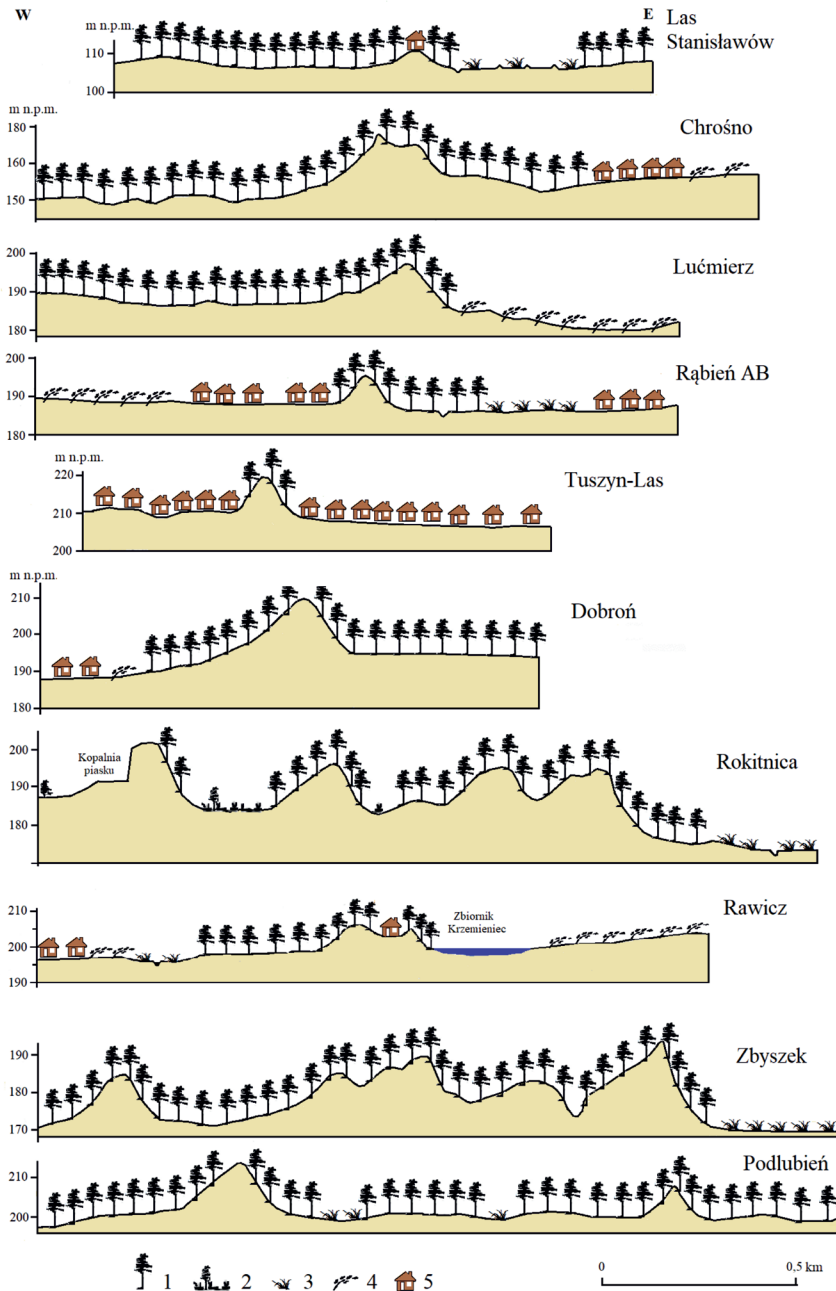 W
E
Las
Stanisławów
m n.p.m.
110
100
m n.p.m.
180
160
150
Chrośno
200
190
180
Lućmierz
200
190
180
Rąbień AB
m n.p.m.
220
210
200
Tuszyn-Las
m n.p.m.
210
200
190
180
Dobroń
200
190
180
170
Kopalnia
piasku
Rokitnica
210
205
200
190
Zbiornik
Krzemieniec
Rawicz
190
180
170
Zbyszek
210
200
190
Podlubień
1
2
3
4
5
0
0,5 km